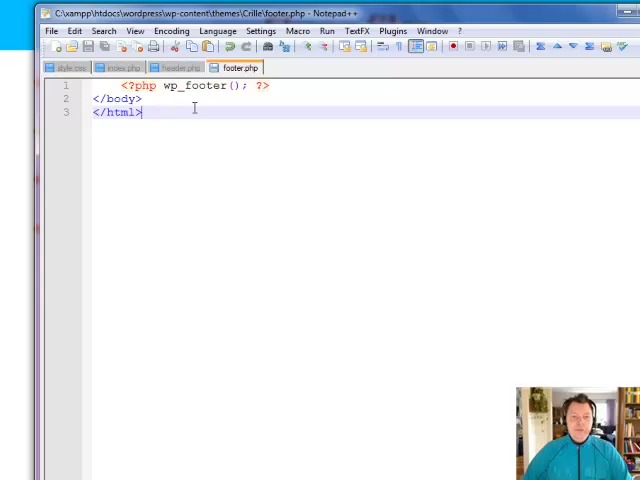 C:\xampp\htdocs\wordpress\wp-content\themes\Crille\footer.php - Notepad++
File Edit Search View Encoding Language Settings Macro Run TextFX Plugins Window ?
style.css index.php header.php footer.php
1 <?php wp_footer(); ?>
2 </body>
3 </html>